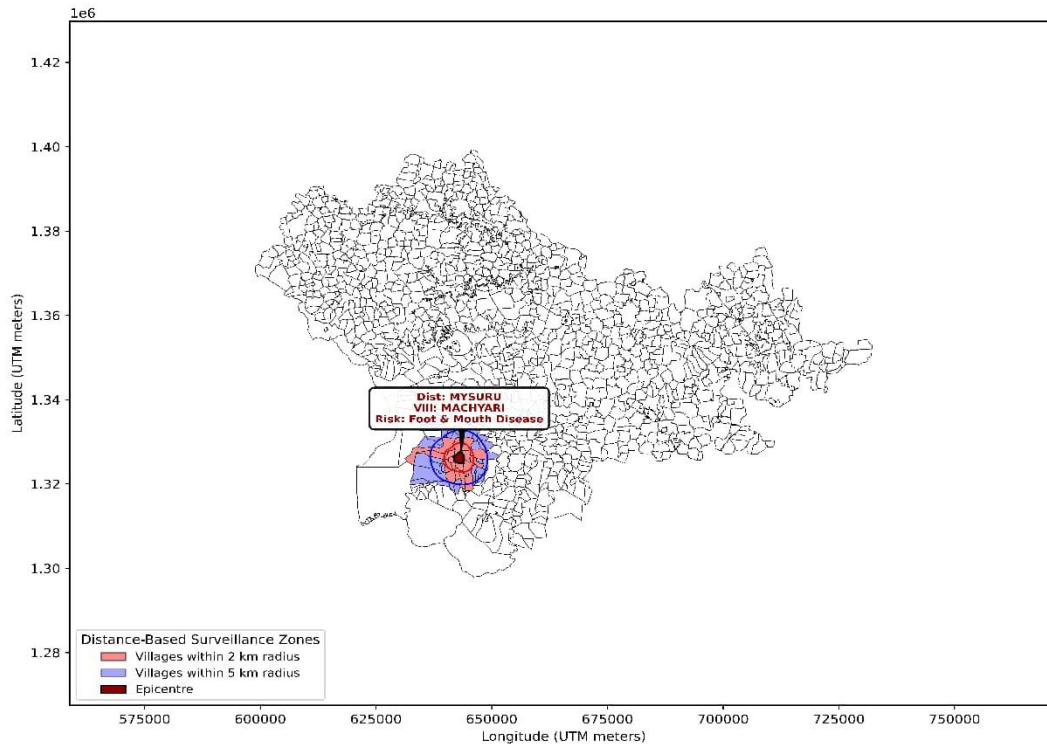 1e6
1.42
1.40
1.38
1.36
1.34
1.32
1.30
1.28
Latitude (UTM meters)
Dist: MYSURU
Vill: MACHYARI
Risk: Foot & Mouth Disease
Distance-Based Surveillance Zones
Villages within 2 km radius
Villages within 5 km radius
Epicentre
575000 600000 625000 650000 675000 700000 725000 750000
Longitude (UTM meters)